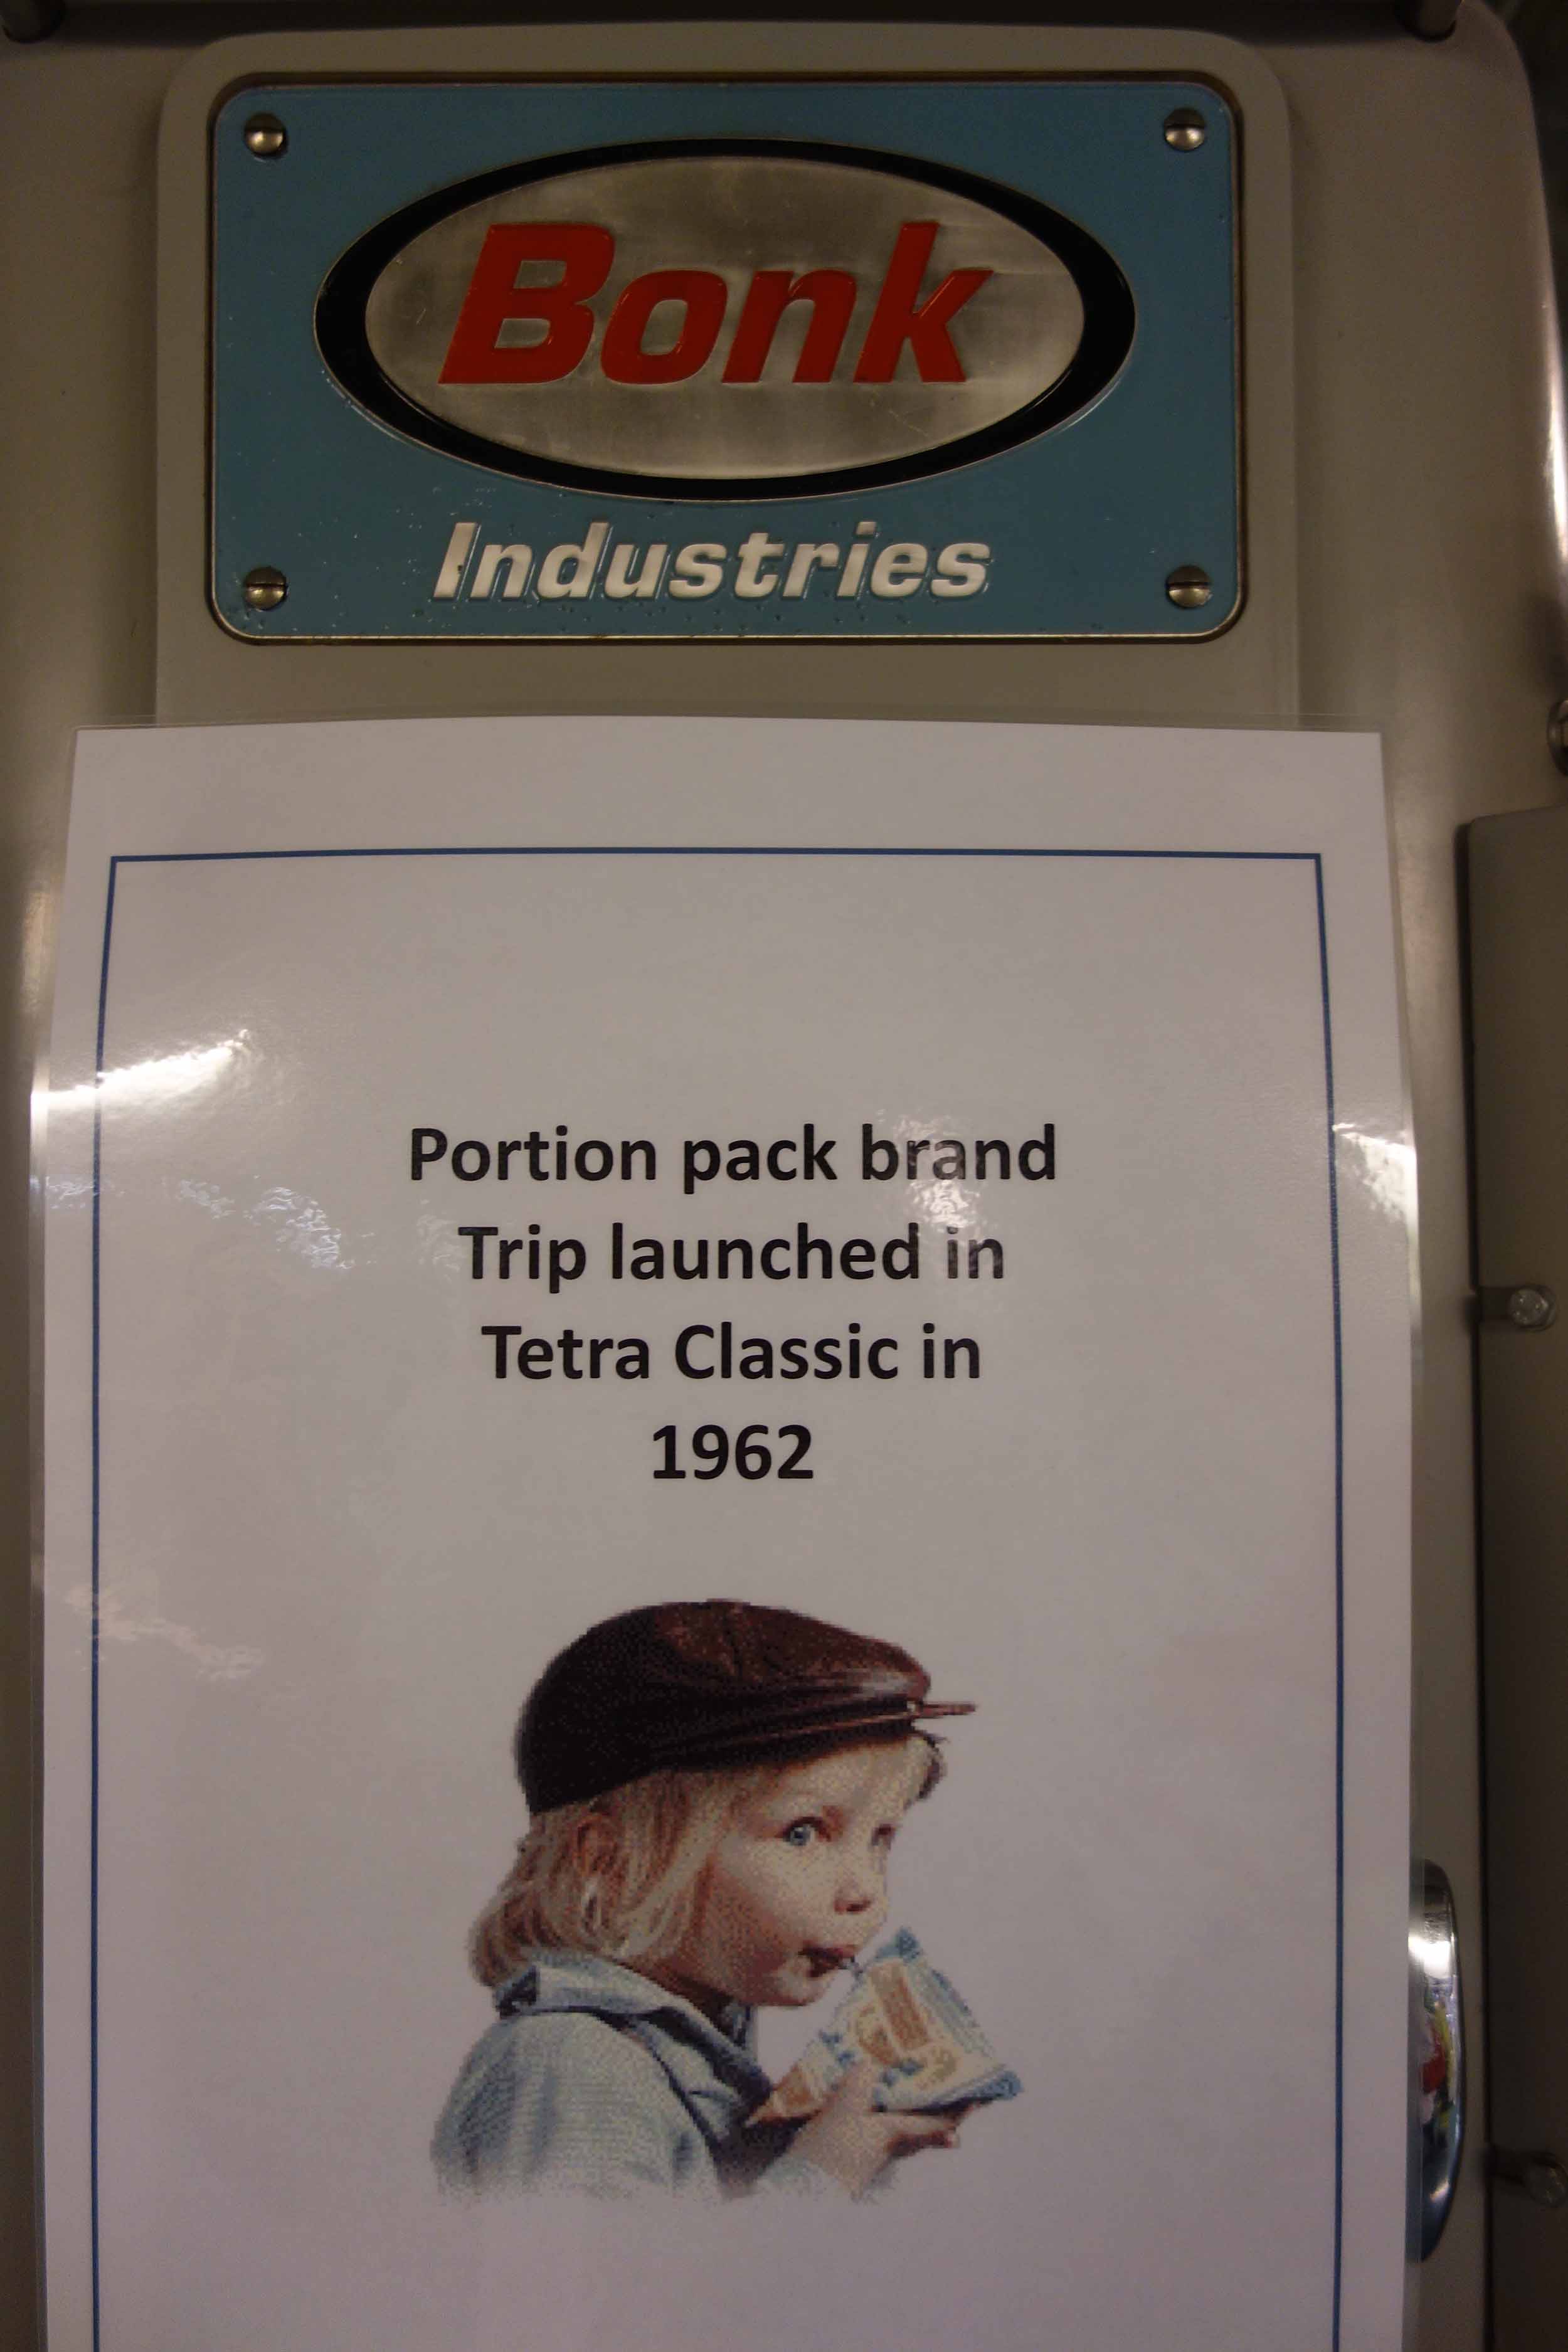 Bonk
Industries
Portion pack brand
Trip launched in
Tetra Classic in
1962